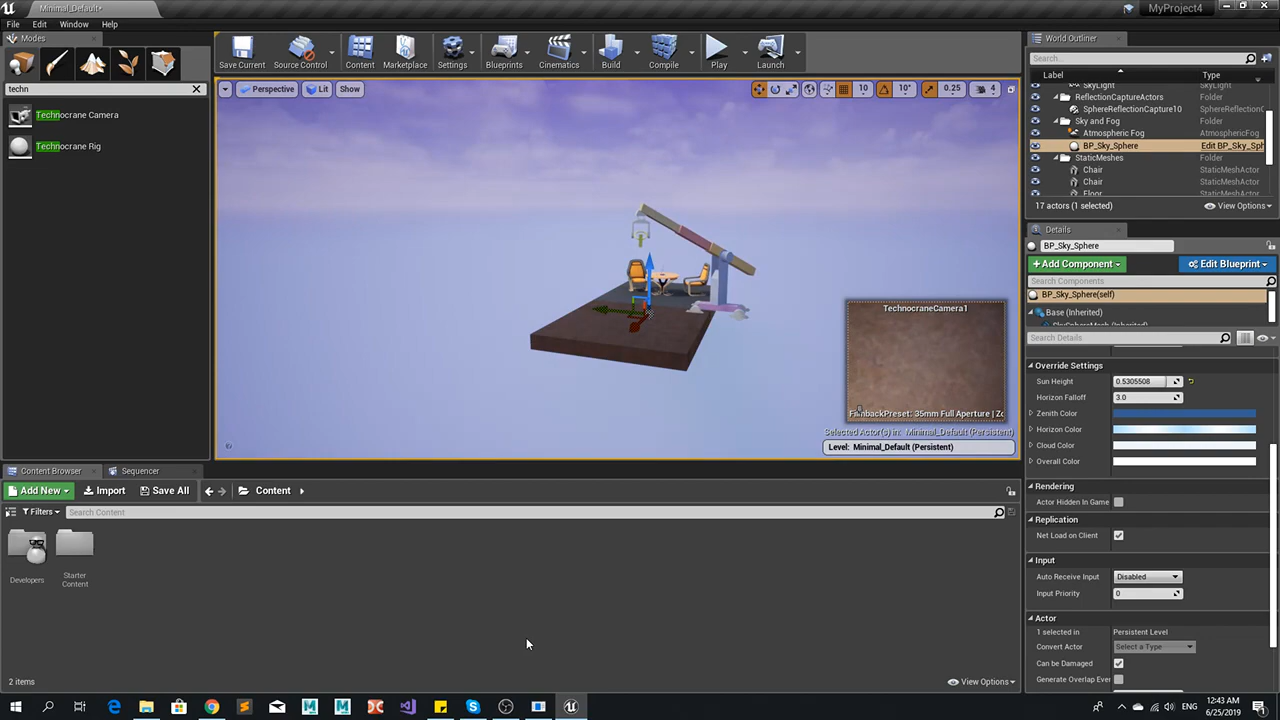 Minimal_Default*
MyProject4
File Edit Window Help
Modes
World Outliner
Save Current
Source Control
Content
Marketplace
Settings
Blueprints
Cinematics
Build
Compile
Play
Launch
Search...
Label
Type
techn
Perspective
Lit
Show
10
10°
0.25
4
SkyLight
SkyLight
ReflectionCaptureActors
Folder
SphereReflectionCapture10
SphereReflectionC
Sky and Fog
Folder
Atmospheric Fog
AtmosphericFog
BP_Sky_Sphere
Edit BP_Sky_Sph
StaticMeshes
Folder
Chair
StaticMeshActor
Chair
StaticMeshActor
Floor
StaticMeshActor
17 actors (1 selected)
View Options
Technocrane Camera
Technocrane Rig
Details
BP_Sky_Sphere
+Add Component
Edit Blueprint
Search Components
BP_Sky_Sphere(self)
Base (Inherited)
SkySphereMesh (Inherited)
Search Details
TechnocraneCamera1
FilmbackPreset: 35mm Full Aperture | Zo
Selected Actor(s) in: Minimal_Default (Persistent)
Level: Minimal_Default (Persistent)
Override Settings
Sun Height
0.5305508
Horizon Falloff
3.0
Zenith Color
Horizon Color
Cloud Color
Overall Color
Rendering
Actor Hidden In Game
Replication
Net Load on Client
Input
Auto Receive Input
Disabled
Input Priority
0
Actor
1 selected in
Persistent Level
Convert Actor
Select a Type
Can be Damaged
Generate Overlap Even
Content Browser
Sequencer
Add New
Import
Save All
Content
Filters
Search Content
Developers
Starter
Content
2 items
View Options
ENG
12:43 AM
6/25/2019